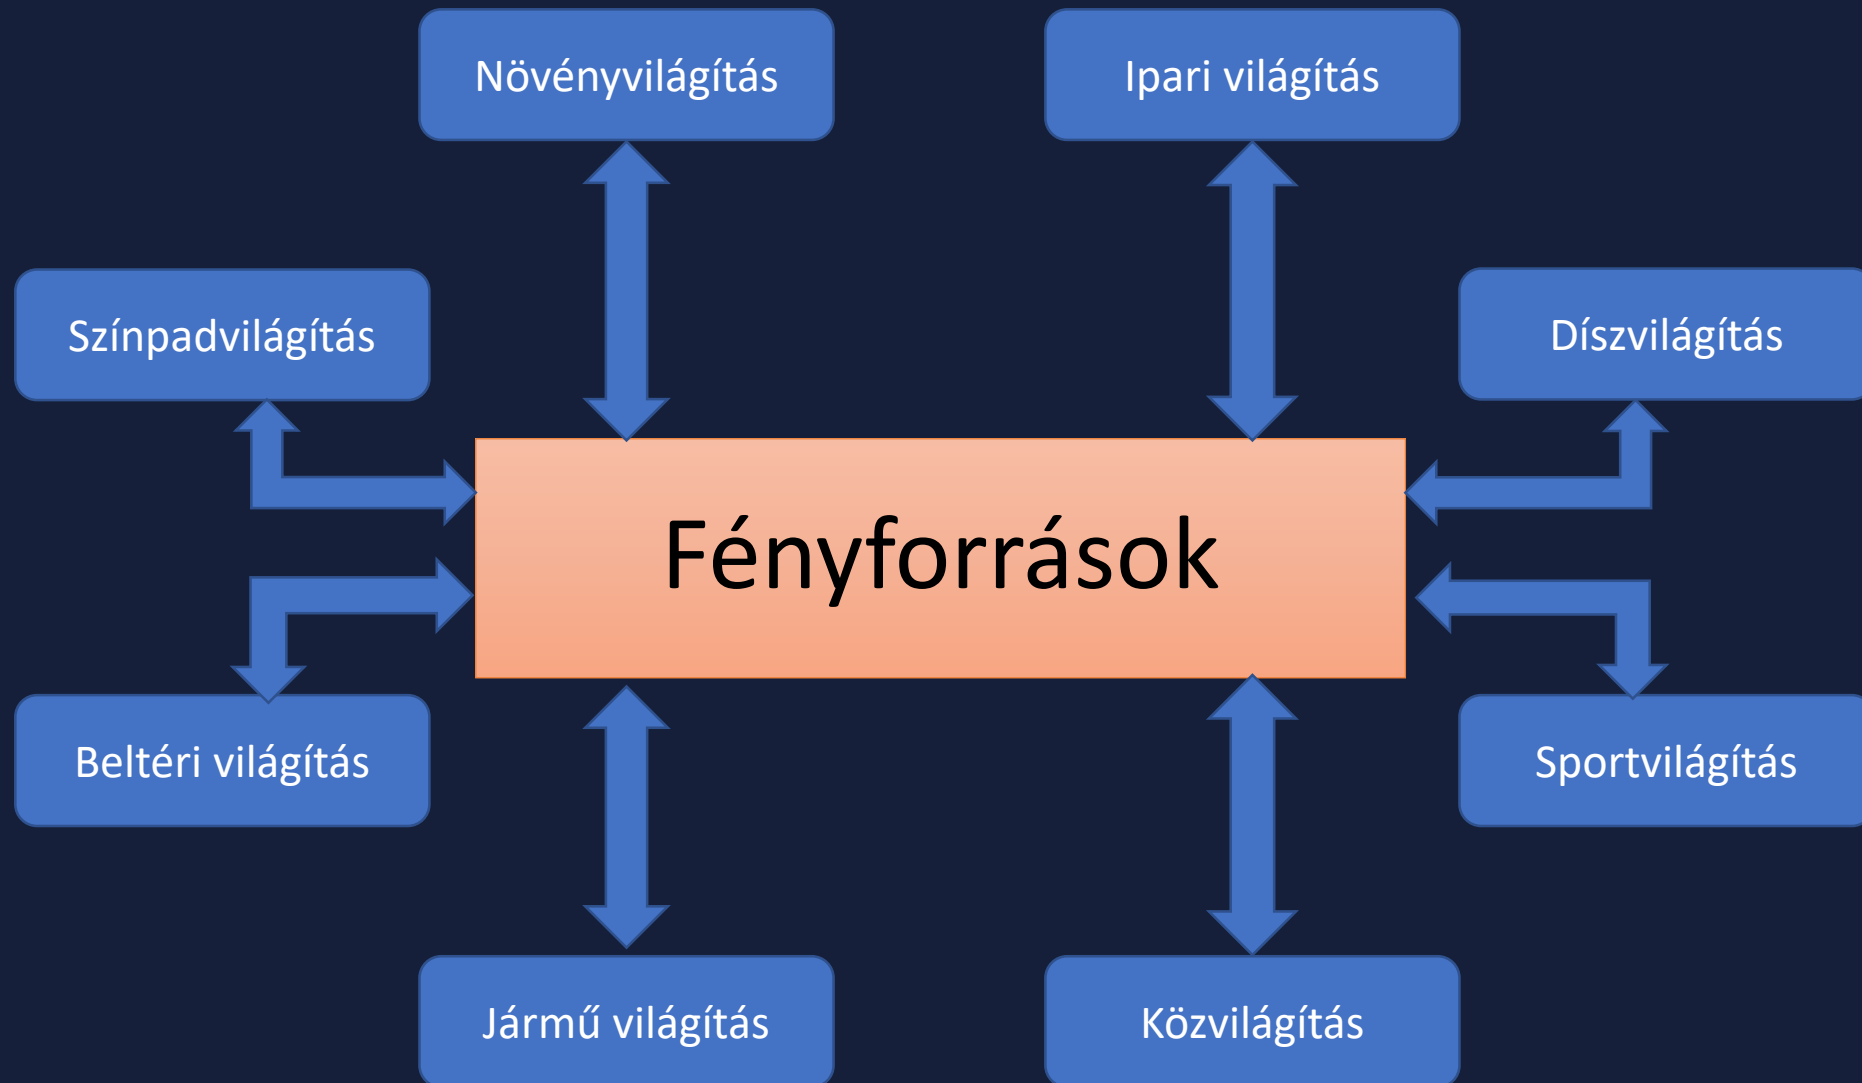 Növényvilágítás
Ipari világítás
Színpadvilágítás
Díszvilágítás
Fényforrások
Beltéri világítás
Sportvilágítás
Jármű világítás
Közvilágítás